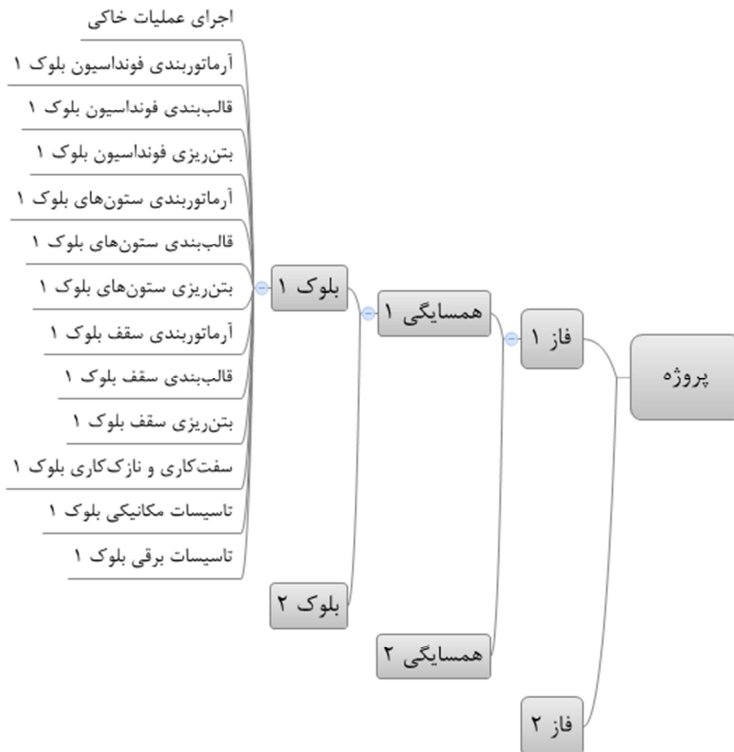 پروژه
فاز ۱
همسایگی ۱
بلوک ۱
اجرای عملیات خاکی
آرماتوربندی فونداسیون بلوک ۱
قالب‌بندی فونداسیون بلوک ۱
بتن‌ریزی فونداسیون بلوک ۱
آرماتوربندی ستون‌های بلوک ۱
قالب‌بندی ستون‌های بلوک ۱
بتن‌ریزی ستون‌های بلوک ۱
آرماتوربندی سقف بلوک ۱
قالب‌بندی سقف بلوک ۱
بتن‌ریزی سقف بلوک ۱
سفت‌کاری و نازک‌کاری بلوک ۱
تاسیسات مکانیکی بلوک ۱
تاسیسات برقی بلوک ۱
بلوک ۲
همسایگی ۲
فاز ۲